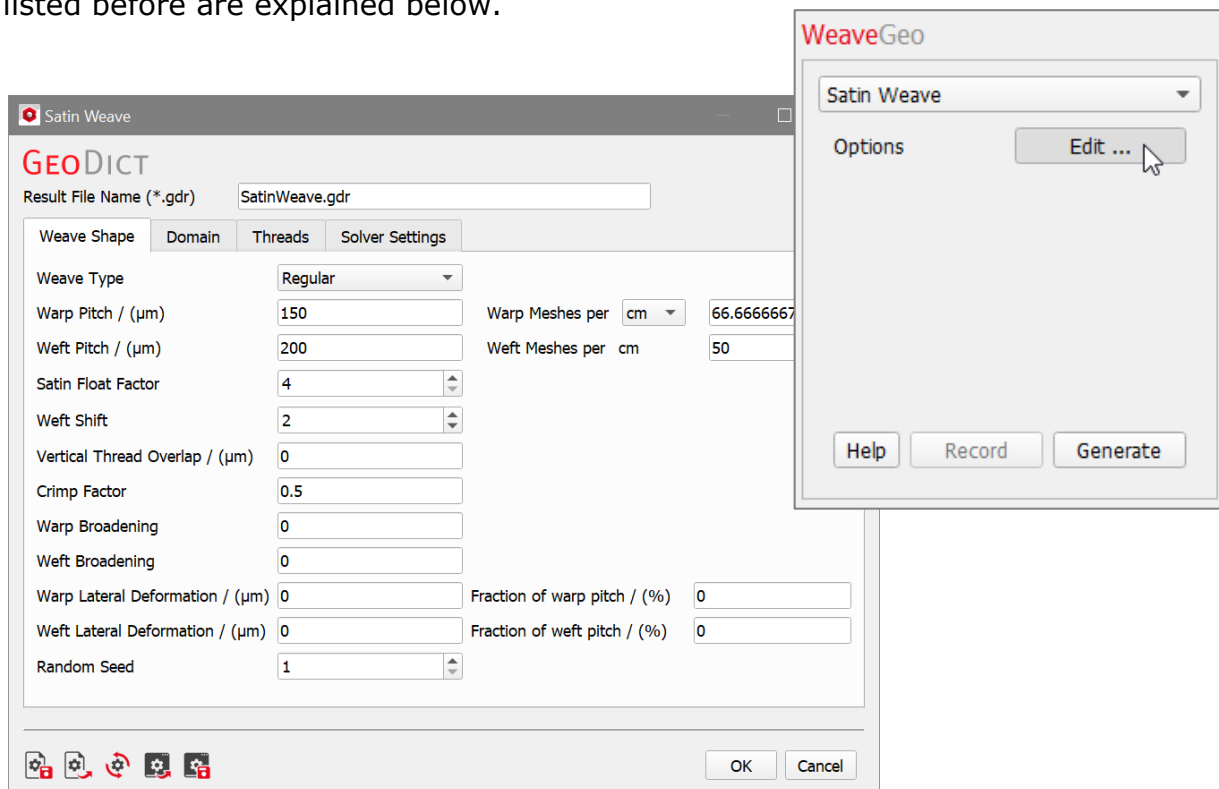 listed before are explained below.
WeaveGeo
Satin Weave
Options Edit ...
Help Record Generate
Satin Weave
GEODICT
Result File Name (*.gdr) SatinWeave.gdr
Weave Shape Domain Threads Solver Settings
Weave Type Regular
Warp Pitch / (µm) 150 Warp Meshes per cm 66.6666667
Weft Pitch / (µm) 200 Weft Meshes per cm 50
Satin Float Factor 4
Weft Shift 2
Vertical Thread Overlap / (µm) 0
Crimp Factor 0.5
Warp Broadening 0
Weft Broadening 0
Warp Lateral Deformation / (µm) 0 Fraction of warp pitch / (%) 0
Weft Lateral Deformation / (µm) 0 Fraction of weft pitch / (%) 0
Random Seed 1
OK Cancel